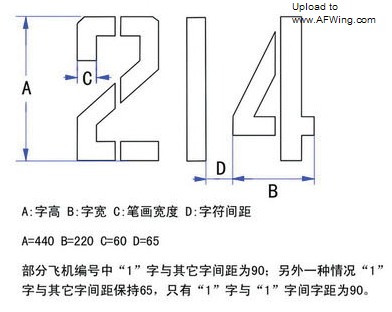 Upload to
www.AFWing.com
214
A
C
D
B
A:字高 B:字宽 C:笔画宽度 D:字符间距
A=440 B=220 C=60 D=65
部分飞机编号中“1”字与其它字间距为90；另外一种情况“1”
字与其它字间距保持65，只有“1”字与“1”字间字距为90。